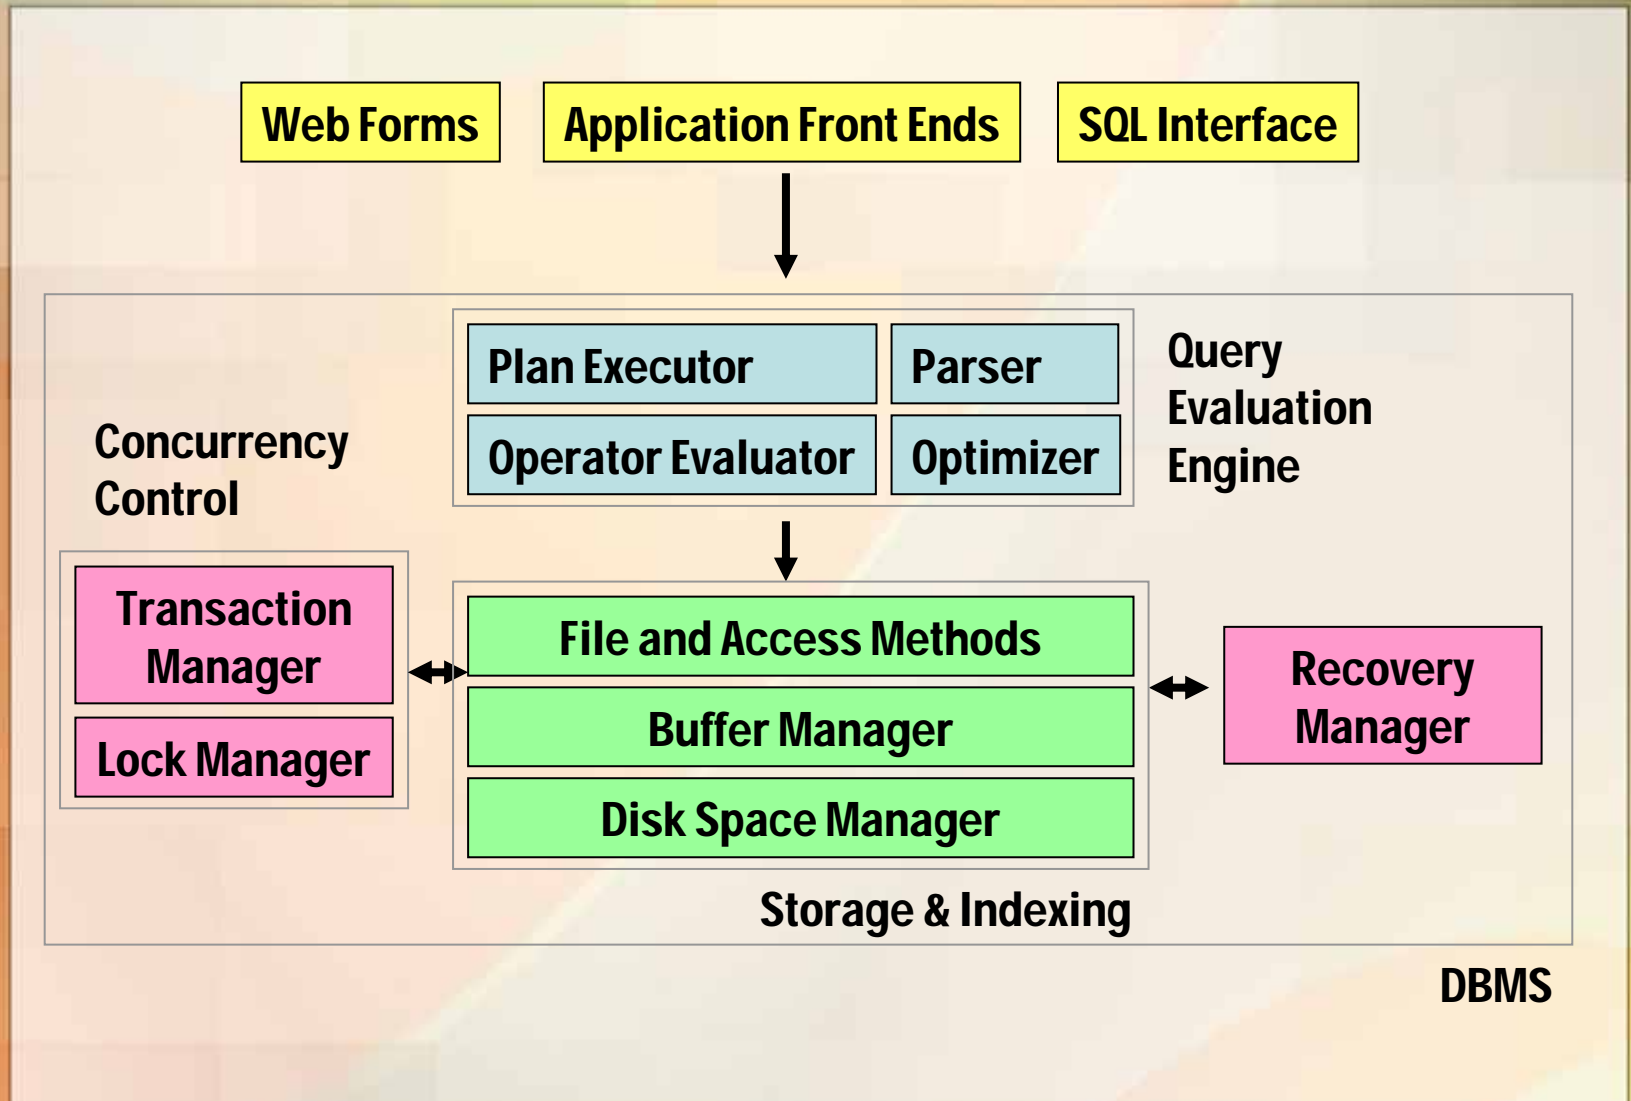 Web Forms
Application Front Ends
SQL Interface
Plan Executor
Parser
Operator Evaluator
Optimizer
Query
Evaluation
Engine
Concurrency
Control
Transaction
Manager
Lock Manager
File and Access Methods
Buffer Manager
Disk Space Manager
Recovery
Manager
Storage & Indexing
DBMS